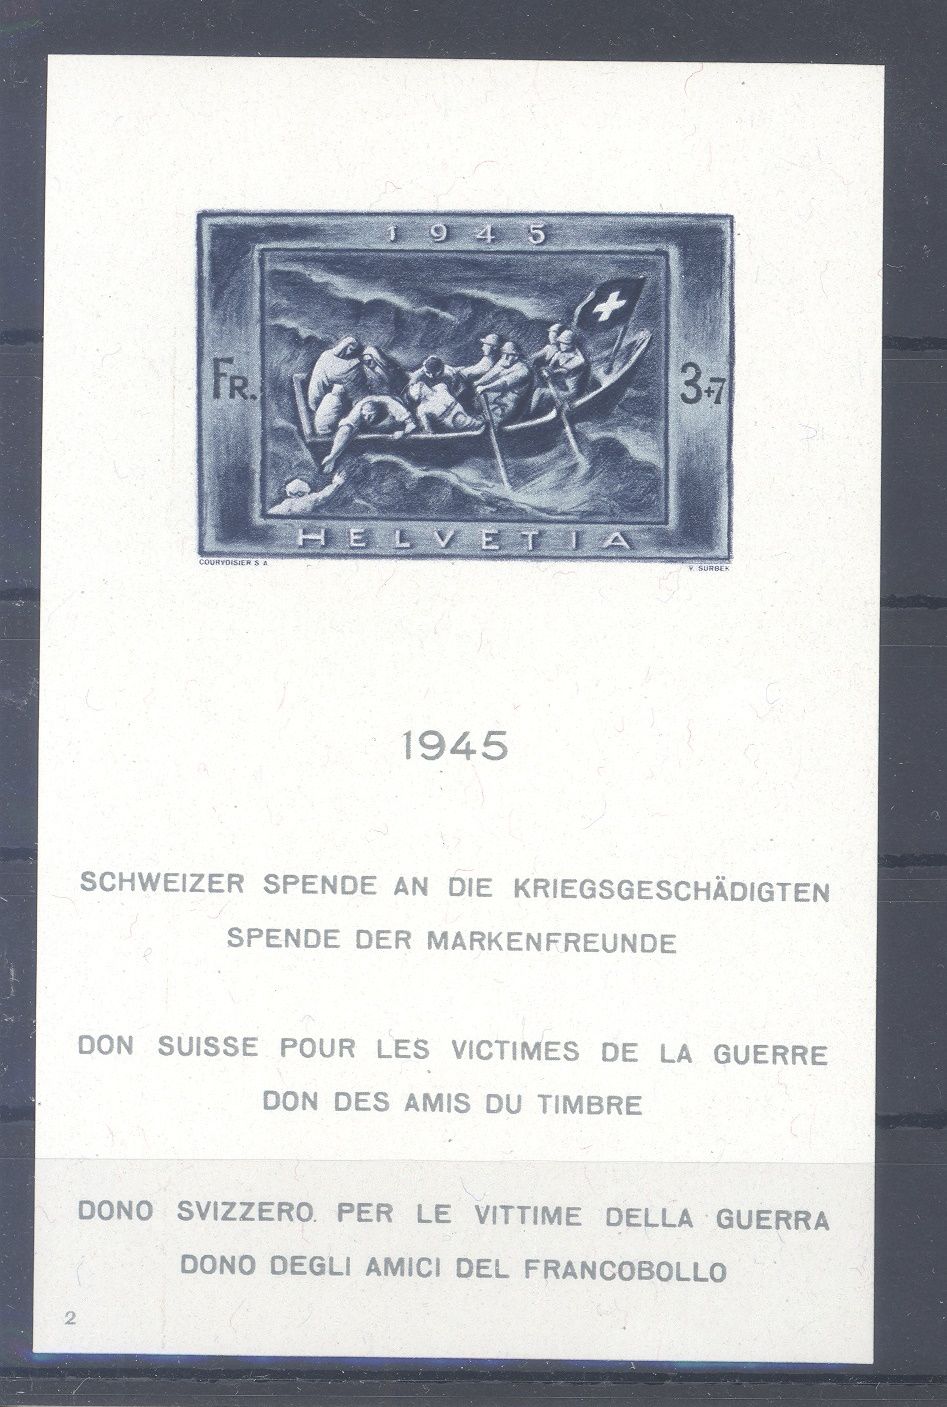 1945
FR. 3+7
HELVETIA
COURVOISIER S A. V. SURBEK
1945
SCHWEIZER SPENDE AN DIE KRIEGSGESCHÄDIGTEN
SPENDE DER MARKENFREUNDE
DON SUISSE POUR LES VICTIMES DE LA GUERRE
DON DES AMIS DU TIMBRE
DONO SVIZZERO PER LE VITTIME DELLA GUERRA
DONO DEGLI AMICI DEL FRANCOBOLLO
2